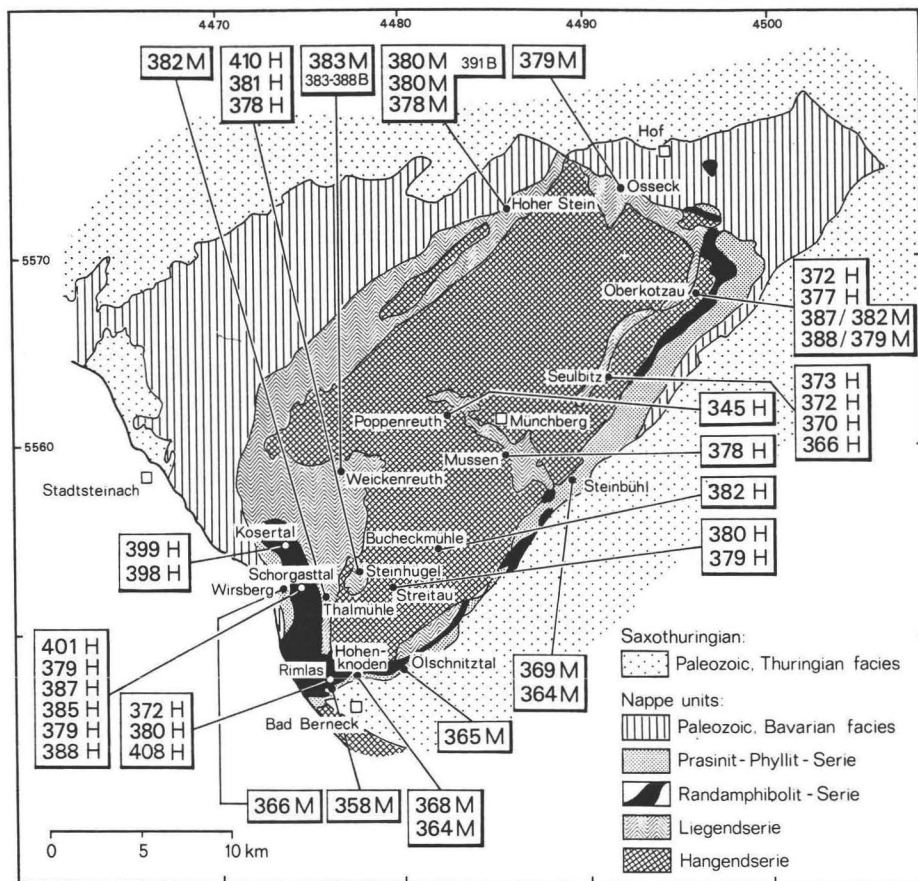 4470
4480
4490
4500
382 M
410 H
381 H
378 H
383 M
383-388 B
380 M 391 B
380 M
378 M
379 M
Hof
Osseck
Hoher Stein
5570
Oberkotzau
372 H
377 H
387 / 382 M
388 / 379 M
Seulbitz
373 H
372 H
370 H
366 H
345 H
Poppenreuth
Munchberg
5560
Mussen
378 H
Weickenreuth
Steinbühl
Stadtsteinach
382 H
Kosertal
Bucheckmühle
399 H
398 H
380 H
379 H
Schorgasttal
Steinhugel
Wirsberg
Streitau
Thalmühle
401 H
379 H
387 H
385 H
379 H
388 H
Hohen-
knoden
Olschnitztal
Rimlas
372 H
380 H
408 H
Bad Berneck
369 M
364 M
365 M
366 M
358 M
368 M
364 M
0 5 10 km
Saxothuringian:
Paleozoic, Thuringian facies
Nappe units:
Paleozoic, Bavarian facies
Prasinit - Phyllit - Serie
Randamphibolit - Serie
Liegendserie
Hangendserie